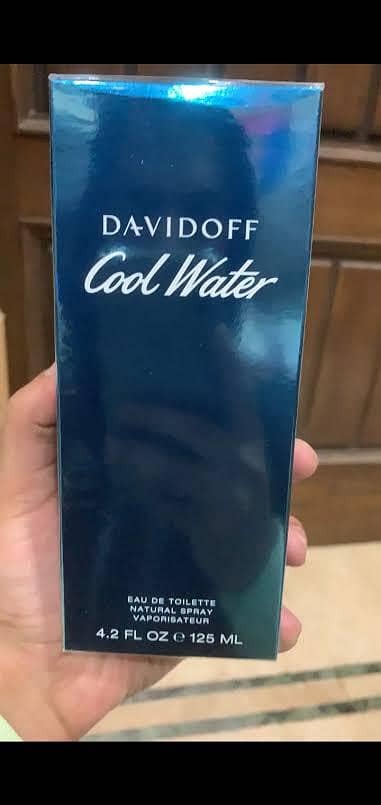 DAVIDOFF
Cool Water
EAU DE TOILETTE
NATURAL SPRAY
VAPORISATEUR
4.2 FL OZ ℮ 125 ML